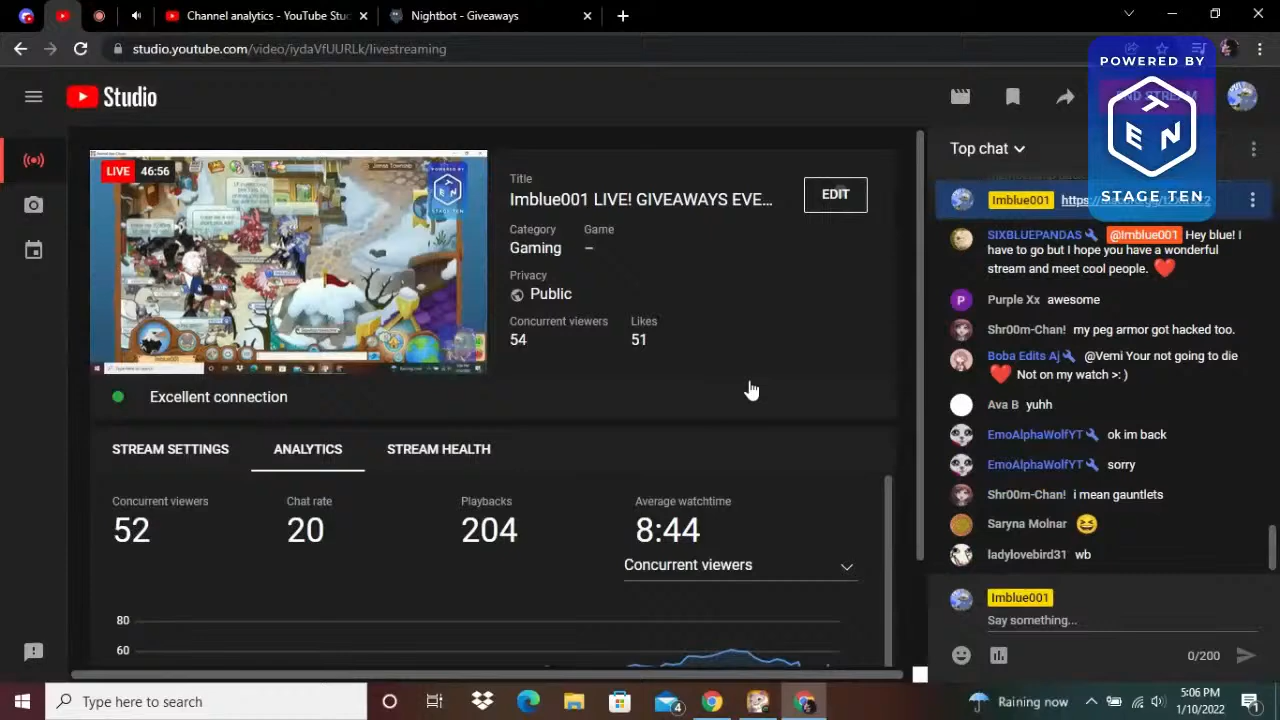 Channel analytics - YouTube Stuc
Nightbot - Giveaways
studio.youtube.com/video/iydaVfUURLk/livestreaming
POWERED BY
TEN
STAGE TEN
Studio
END STREAM
LIVE 46:56
Title
Imblue001 LIVE! GIVEAWAYS EVE...
EDIT
Category Game
Gaming –
Privacy
Public
Concurrent viewers Likes
54 51
Excellent connection
STREAM SETTINGS ANALYTICS STREAM HEALTH
Concurrent viewers Chat rate Playbacks Average watchtime
52 20 204 8:44
Concurrent viewers
80
60
Top chat
Imblue001 https:
SIXBLUEPANDAS @Imblue001 Hey blue! I
have to go but I hope you have a wonderful
stream and meet cool people.
Purple Xx awesome
Shr00m-Chan! my peg armor got hacked too.
Boba Edits Aj @Vemi Your not going to die
Not on my watch >: )
Ava B yuhh
EmoAlphaWolfYT ok im back
EmoAlphaWolfYT sorry
Shr00m-Chan! i mean gauntlets
Saryna Molnar
ladylovebird31 wb
Imblue001
Say something...
0/200
Type here to search
4
Raining now
5:06 PM
1/10/2022
1